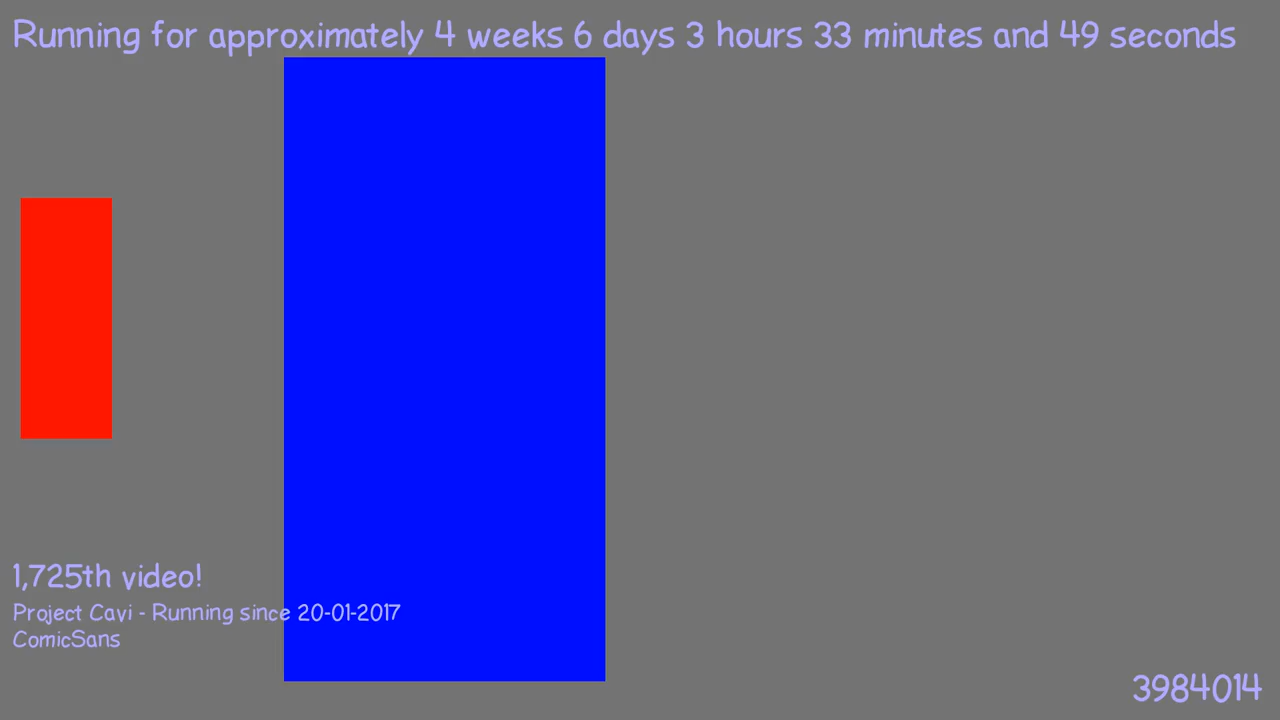 Running for approximately 4 weeks 6 days 3 hours 33 minutes and 49 seconds
1,725th video!
Project Cavi - Running since 20-01-2017
ComicSans
3984014